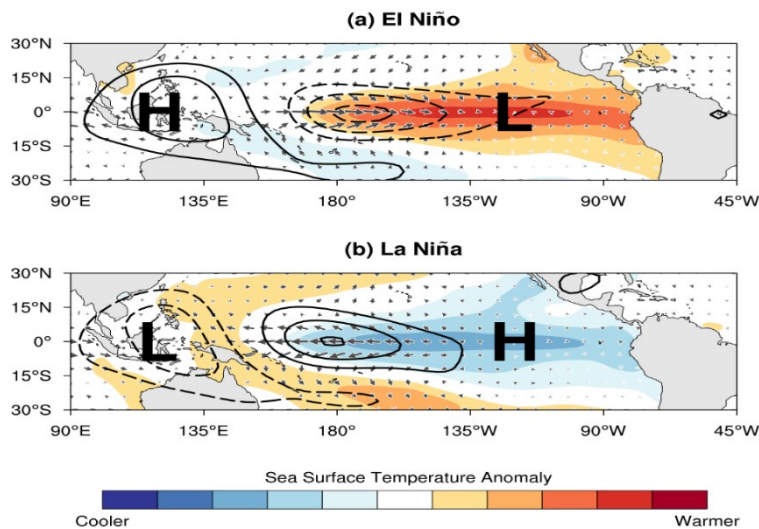 (a) El Niño
30°N
15°N
0°
15°S
30°S
H
L
90°E 135°E 180° 135°W 90°W 45°W
(b) La Niña
30°N
15°N
0°
15°S
30°S
L
H
90°E 135°E 180° 135°W 90°W 45°W
Sea Surface Temperature Anomaly
Cooler Warmer